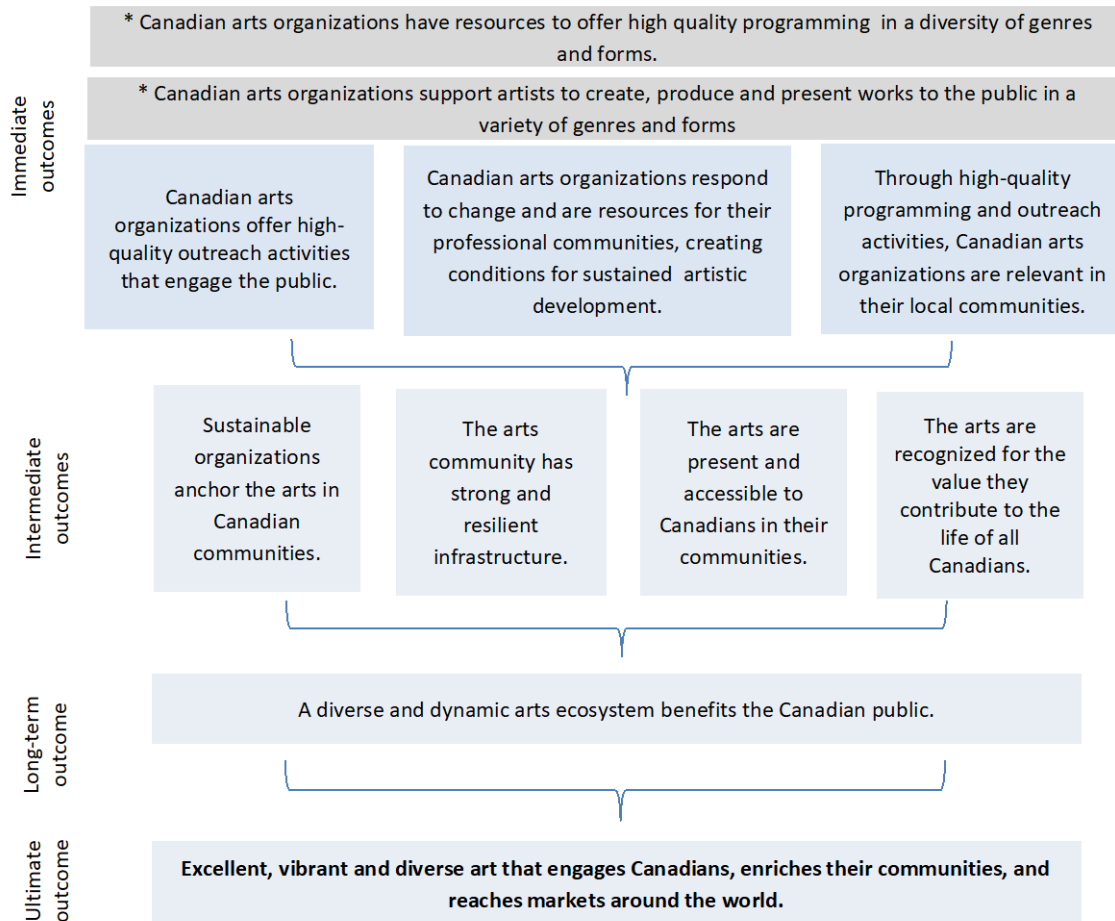 * Canadian arts organizations have resources to offer high quality programming in a diversity of genres
and forms.
* Canadian arts organizations support artists to create, produce and present works to the public in a
variety of genres and forms
Immediate
outcomes
Canadian arts
organizations offer high-
quality outreach activities
that engage the public.
Canadian arts organizations respond
to change and are resources for their
professional communities, creating
conditions for sustained artistic
development.
Through high-quality
programming and outreach
activities, Canadian arts
organizations are relevant in
their local communities.
Intermediate
outcomes
Sustainable
organizations
anchor the arts in
Canadian
communities.
The arts
community has
strong and
resilient
infrastructure.
The arts are
present and
accessible to
Canadians in their
communities.
The arts are
recognized for the
value they
contribute to the
life of all
Canadians.
Long-term
outcome
A diverse and dynamic arts ecosystem benefits the Canadian public.
Ultimate
outcome
Excellent, vibrant and diverse art that engages Canadians, enriches their communities, and
reaches markets around the world.